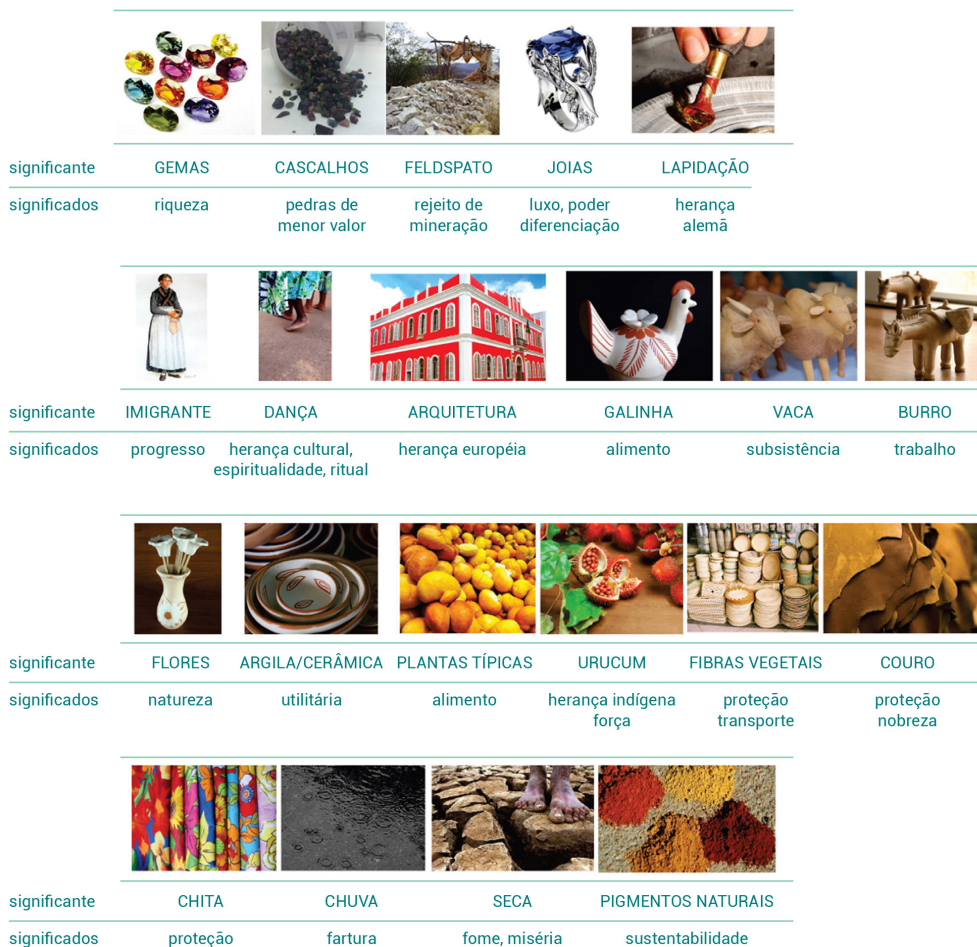 significante GEMAS CASCALHOS FELDSPATO JOIAS LAPIDAÇÃO
significados riqueza pedras de rejeito de luxo, poder herança
menor valor mineração diferenciação alemã
significante IMIGRANTE DANÇA ARQUITETURA GALINHA VACA BURRO
significados progresso herança cultural, herança européia alimento subsistência trabalho
espiritualidade, ritual
significante FLORES ARGILA/CERÂMICA PLANTAS TÍPICAS URUCUM FIBRAS VEGETAIS COURO
significados natureza utilitária alimento herança indígena proteção proteção
força transporte nobreza
significante CHITA CHUVA SECA PIGMENTOS NATURAIS
significados proteção fartura fome, miséria sustentabilidade